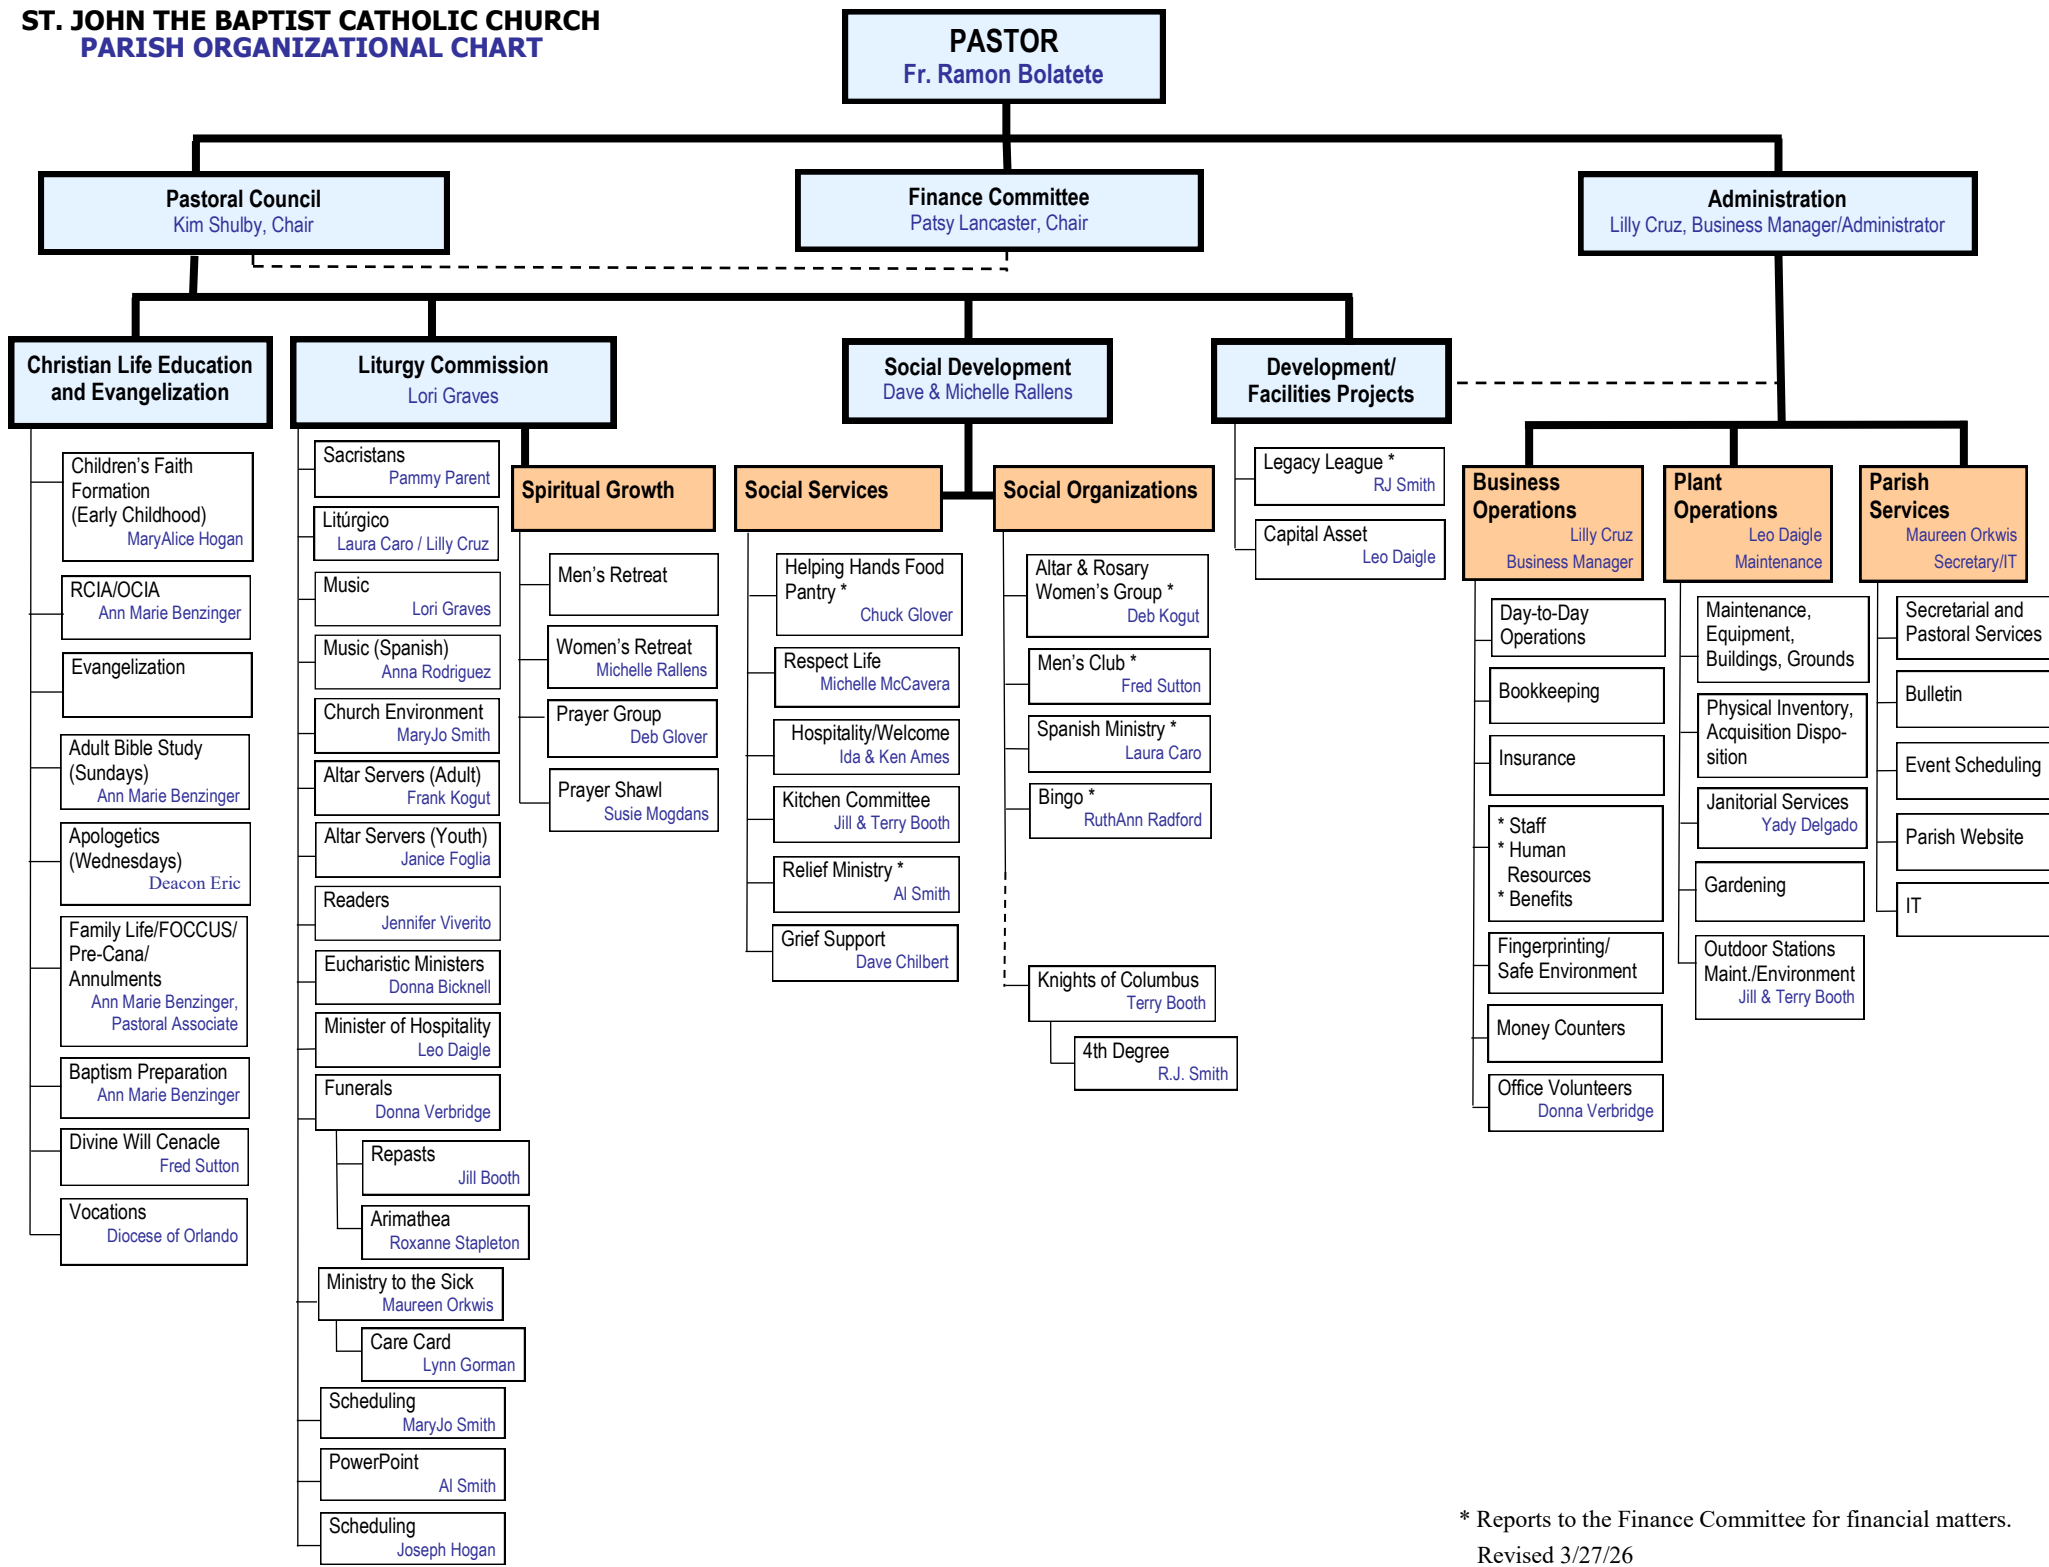 ST. JOHN THE BAPTIST CATHOLIC CHURCH
PARISH ORGANIZATIONAL CHART
PASTOR
Fr. Ramon Bolatete
Pastoral Council
Kim Shulby, Chair
Finance Committee
Patsy Lancaster, Chair
Administration
Lilly Cruz, Business Manager/Administrator
Christian Life Education
and Evangelization
Children's Faith
Formation
(Early Childhood)
MaryAlice Hogan
RCIA/OCIA
Ann Marie Benzinger
Evangelization
Adult Bible Study
(Sundays)
Ann Marie Benzinger
Apologetics
(Wednesdays)
Deacon Eric
Family Life/FOCCUS/
Pre-Cana/
Annulments
Ann Marie Benzinger,
Pastoral Associate
Baptism Preparation
Ann Marie Benzinger
Divine Will Cenacle
Fred Sutton
Vocations
Diocese of Orlando
Liturgy Commission
Lori Graves
Sacristans
Pammy Parent
Litúrgico
Laura Caro / Lilly Cruz
Music
Lori Graves
Music (Spanish)
Anna Rodriguez
Church Environment
MaryJo Smith
Altar Servers (Adult)
Frank Kogut
Altar Servers (Youth)
Janice Foglia
Readers
Jennifer Viverito
Eucharistic Ministers
Donna Bicknell
Minister of Hospitality
Leo Daigle
Funerals
Donna Verbridge
Repasts
Jill Booth
Arimathea
Roxanne Stapleton
Ministry to the Sick
Maureen Orkwis
Care Card
Lynn Gorman
Scheduling
MaryJo Smith
PowerPoint
Al Smith
Scheduling
Joseph Hogan
Spiritual Growth
Men's Retreat
Women's Retreat
Michelle Rallens
Prayer Group
Deb Glover
Prayer Shawl
Susie Mogdans
Social Development
Dave & Michelle Rallens
Social Services
Helping Hands Food
Pantry *
Chuck Glover
Respect Life
Michelle McCavera
Hospitality/Welcome
Ida & Ken Ames
Kitchen Committee
Jill & Terry Booth
Relief Ministry *
Al Smith
Grief Support
Dave Chilbert
Social Organizations
Altar & Rosary
Women's Group *
Deb Kogut
Men's Club *
Fred Sutton
Spanish Ministry *
Laura Caro
Bingo *
RuthAnn Radford
Knights of Columbus
Terry Booth
4th Degree
R.J. Smith
Development/
Facilities Projects
Legacy League *
RJ Smith
Capital Asset
Leo Daigle
Business
Operations
Lilly Cruz
Business Manager
Day-to-Day
Operations
Bookkeeping
Insurance
* Staff
* Human
Resources
* Benefits
Fingerprinting/
Safe Environment
Money Counters
Office Volunteers
Donna Verbridge
Plant
Operations
Leo Daigle
Maintenance
Maintenance,
Equipment,
Buildings, Grounds
Physical Inventory,
Acquisition Dispo-
sition
Janitorial Services
Yady Delgado
Gardening
Outdoor Stations
Maint./Environment
Jill & Terry Booth
Parish
Services
Maureen Orkwis
Secretary/IT
Secretarial and
Pastoral Services
Bulletin
Event Scheduling
Parish Website
IT
* Reports to the Finance Committee for financial matters.
Revised 3/27/26